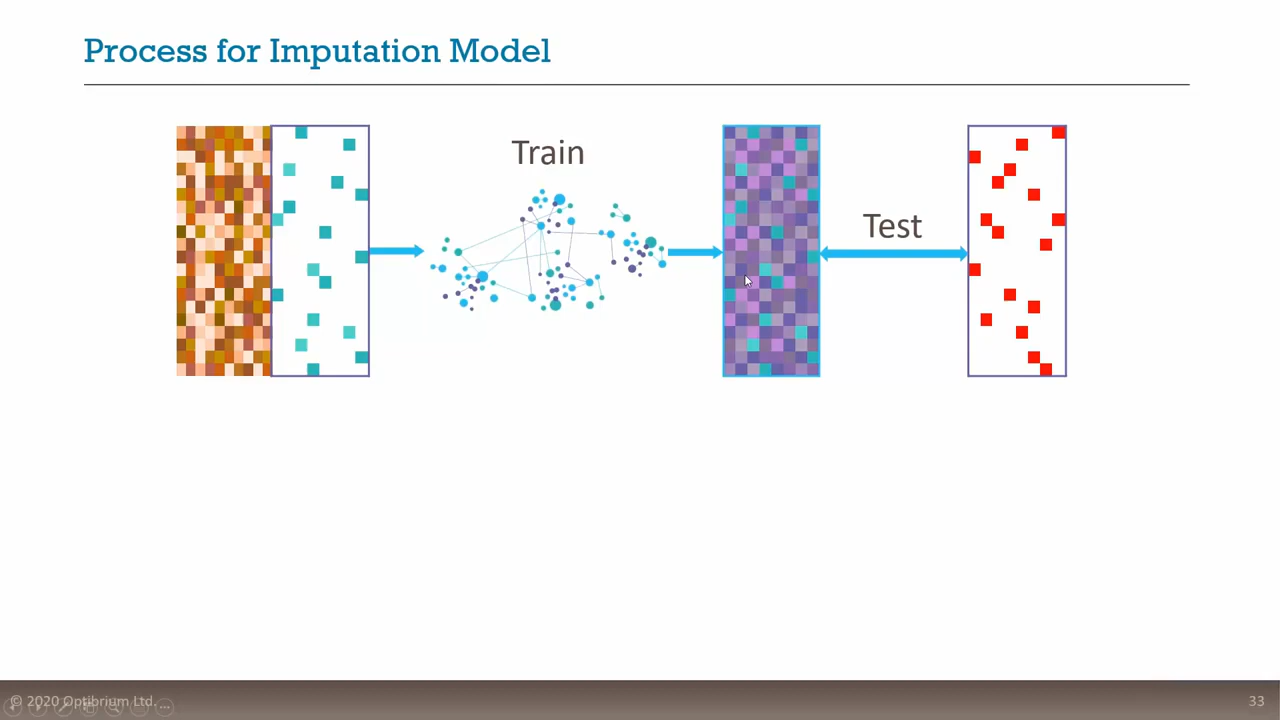 Process for Imputation Model
Train
Test
© 2020 Optibrium Ltd.
33